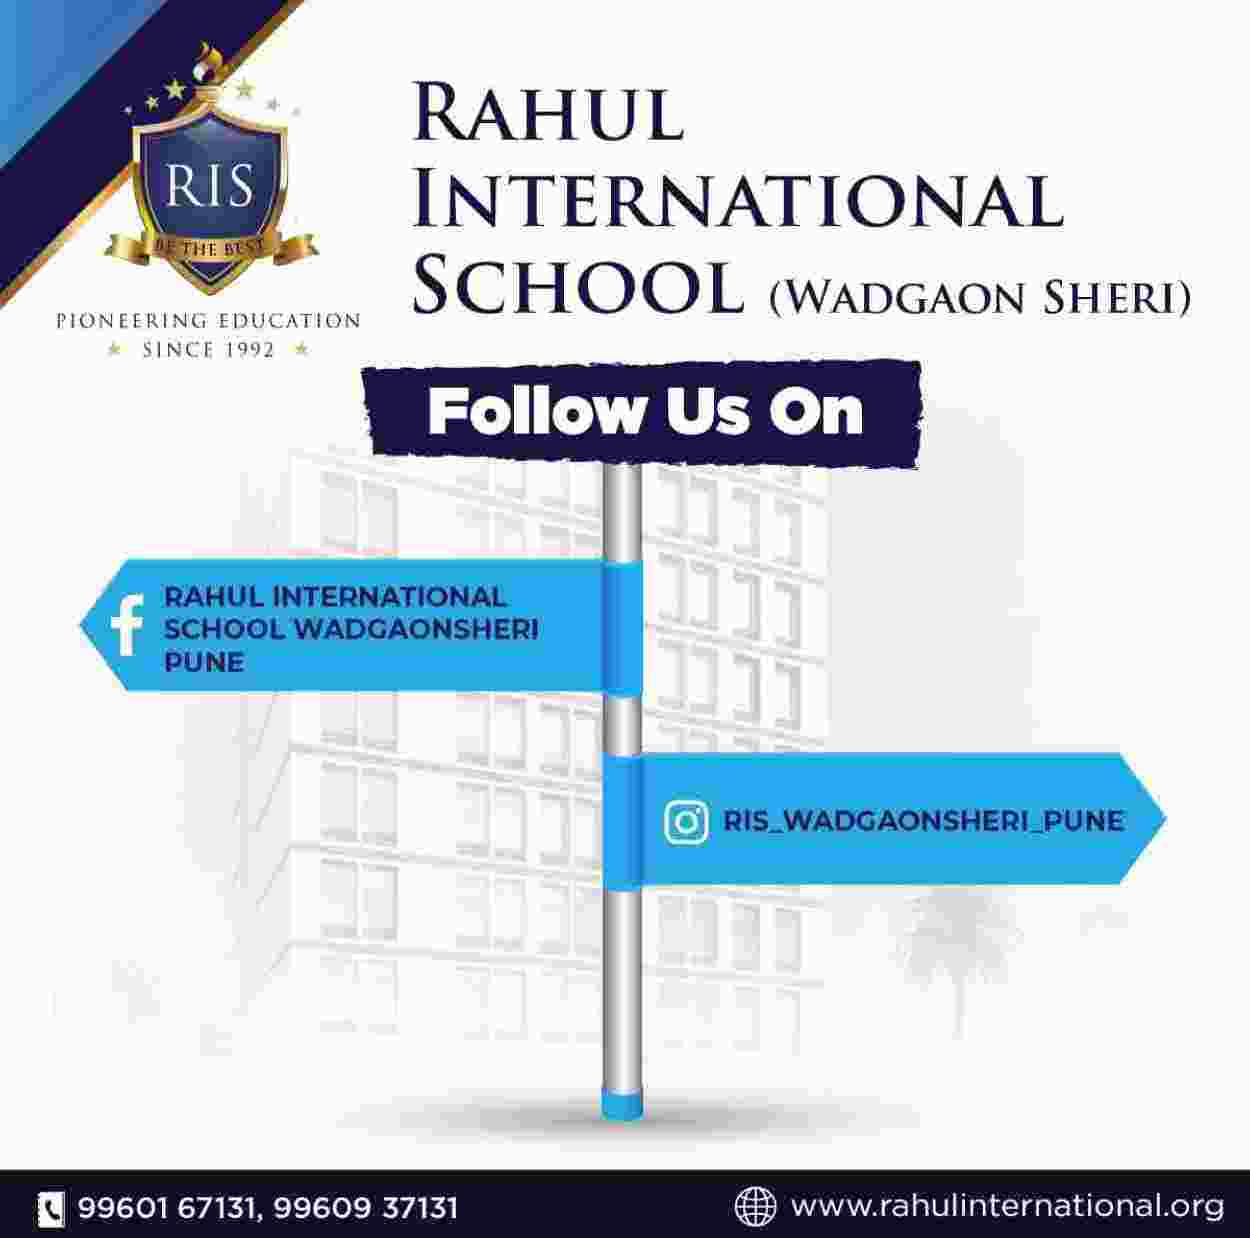 RIS
BE THE BEST
PIONEERING EDUCATION
SINCE 1992
RAHUL
INTERNATIONAL
SCHOOL (WADGAON SHERI)
Follow Us On
RAHUL INTERNATIONAL
SCHOOL WADGAONSHERI
PUNE
RIS_WADGAONSHERI_PUNE
99601 67131, 99609 37131
www.rahulinternational.org